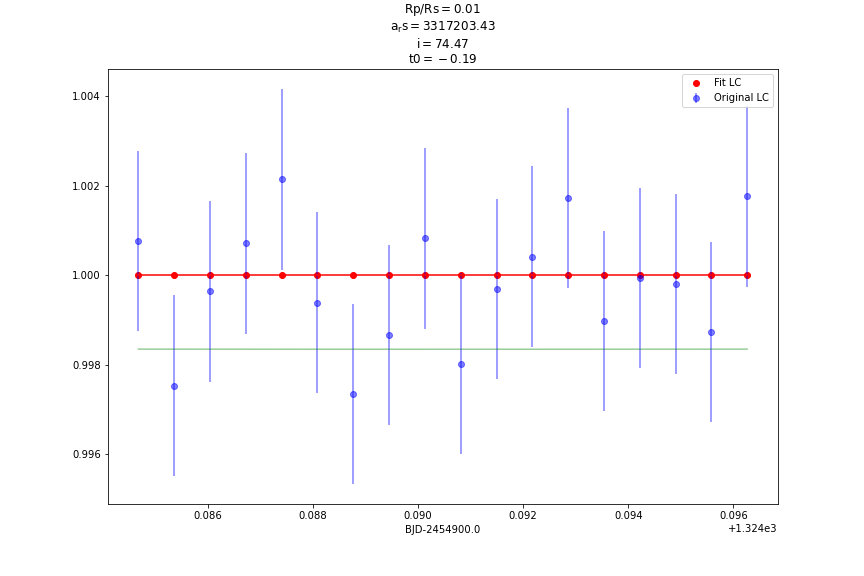 Rp/Rs = 0.01
aᵣs = 3317203.43
i = 74.47
t0 = −0.19
Fit LC
Original LC
1.004
1.002
1.000
0.998
0.996
0.086 0.088 0.090 0.092 0.094 0.096
BJD-2454900.0
+1.324e3